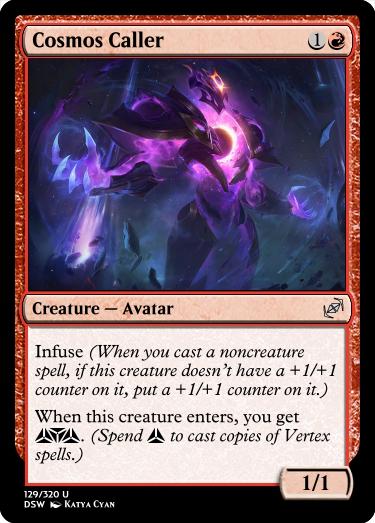 Cosmos Caller 1
Creature — Avatar
Infuse (When you cast a noncreature
spell, if this creature doesn't have a +1/+1
counter on it, put a +1/+1 counter on it.)
When this creature enters, you get
. (Spend to cast copies of Vertex
spells.)
1/1
129/320 U
DSW Katya Cyan